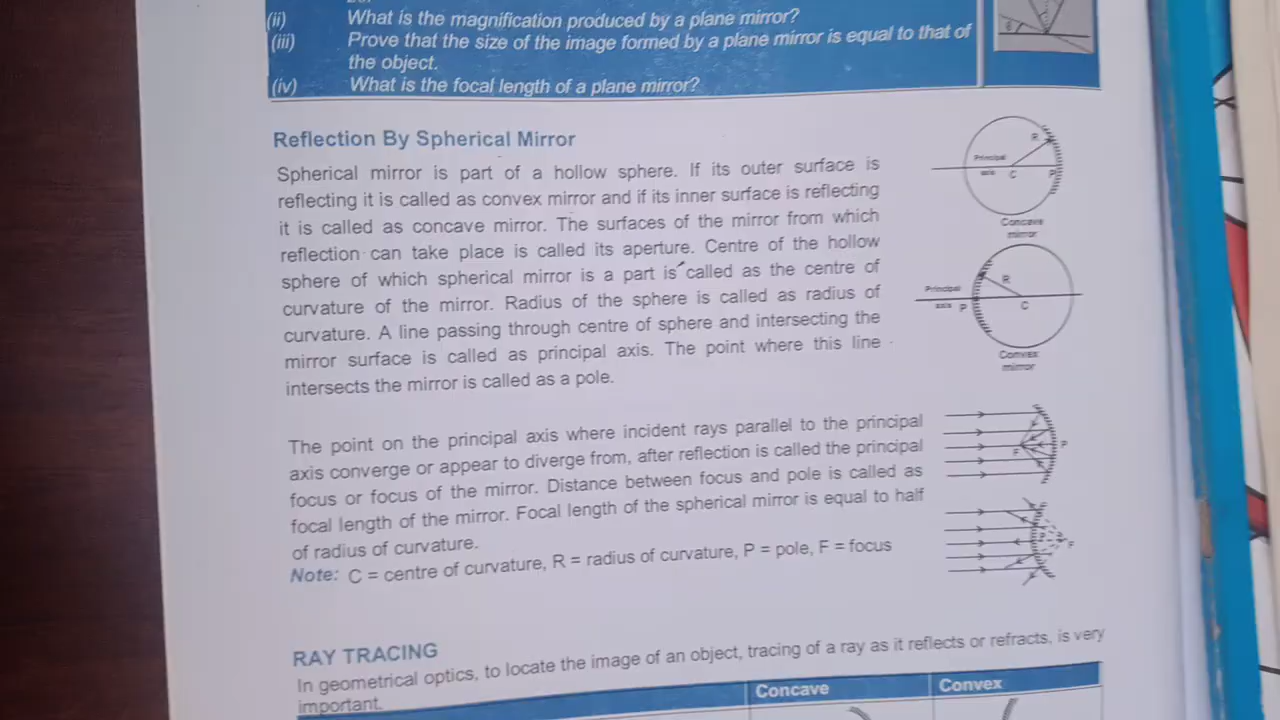 (ii) What is the magnification produced by a plane mirror?
(iii) Prove that the size of the image formed by a plane mirror is equal to that of
the object.
(iv) What is the focal length of a plane mirror?
Reflection By Spherical Mirror
Spherical mirror is part of a hollow sphere. If its outer surface is
reflecting it is called as convex mirror and if its inner surface is reflecting
it is called as concave mirror. The surfaces of the mirror from which
reflection can take place is called its aperture. Centre of the hollow
sphere of which spherical mirror is a part is called as the centre of
curvature of the mirror. Radius of the sphere is called as radius of
curvature. A line passing through centre of sphere and intersecting the
mirror surface is called as principal axis. The point where this line
intersects the mirror is called as a pole.
R
Principal
axis C P
Concave
mirror
R
Principal
axis P C
Convex
mirror
The point on the principal axis where incident rays parallel to the principal
axis converge or appear to diverge from, after reflection is called the principal
focus or focus of the mirror. Distance between focus and pole is called as
focal length of the mirror. Focal length of the spherical mirror is equal to half
of radius of curvature.
Note: C = centre of curvature, R = radius of curvature, P = pole, F = focus
F P
P F
RAY TRACING
In geometrical optics, to locate the image of an object, tracing of a ray as it reflects or refracts, is very
important.
Concave Convex